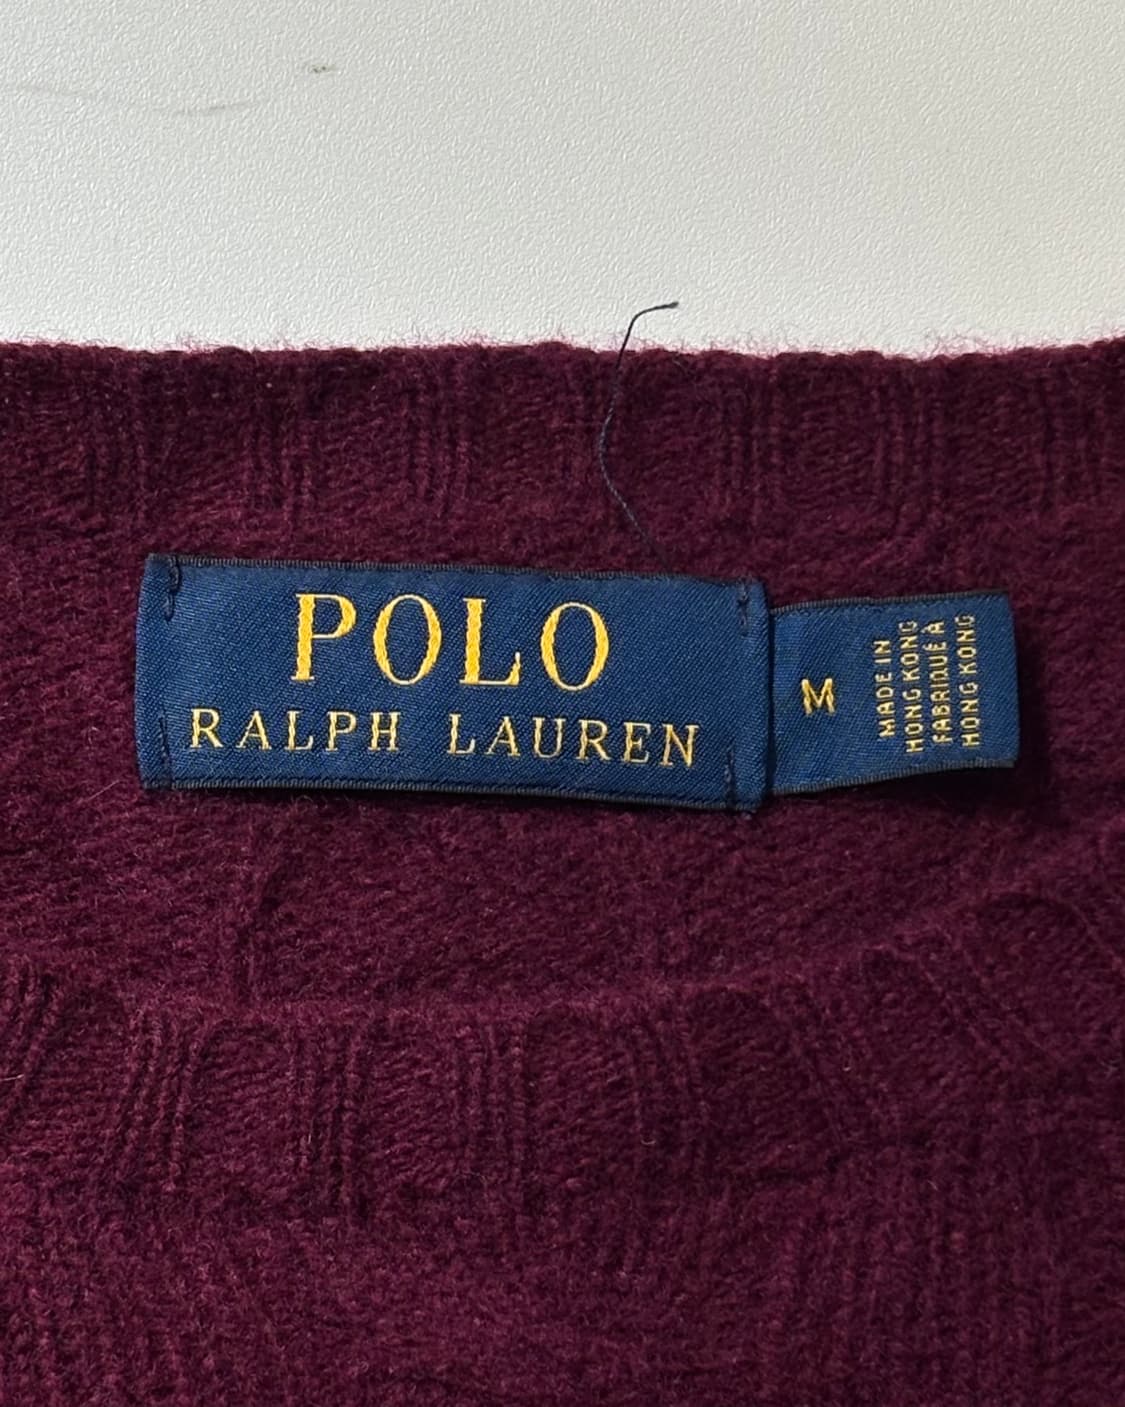 POLO
RALPH LAUREN
M
MADE IN
HONG KONG
FABRIQUÉ À
HONG KONG